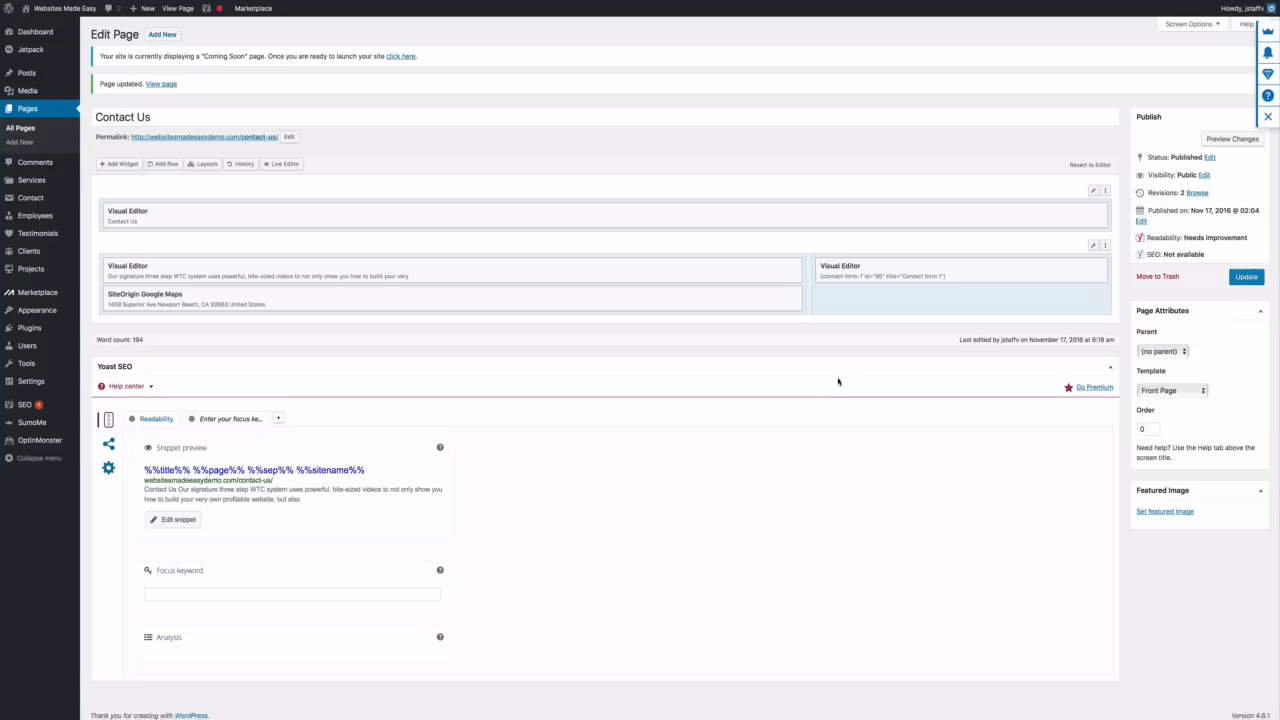 Websites Made Easy
0
New
View Page
Marketplace
Howdy, jstaffv
Dashboard
Jetpack
Posts
Media
Pages
All Pages
Add New
Comments
Services
Contact
Employees
Testimonials
Clients
Projects
Marketplace
Appearance
Plugins
Users
Tools
Settings
SEO 1
SumoMe
OptinMonster
Collapse menu
Screen Options
Help
Edit Page
Add New
Your site is currently displaying a "Coming Soon" page. Once you are ready to launch your site click here.
Page updated. View page
Contact Us
Permalink: http://websitesmadeeasydemo.com/contact-us/ Edit
Add Widget
Add Row
Layouts
History
Live Editor
Revert to Editor
Visual Editor
Contact Us
Visual Editor
Our signature three step WTC system uses powerful, bite-sized videos to not only show you how to build your very
SiteOrigin Google Maps
1409 Superior Ave Newport Beach, CA 92663 United States
Visual Editor
[contact-form-7 id="95" title="Contact form 1"]
Word count: 194
Last edited by jstaffv on November 17, 2016 at 6:19 am
Yoast SEO
Help center
Go Premium
Readability
Enter your focus ke...
+
Snippet preview
%%title%% %%page%% %%sep%% %%sitename%%
websitesmadeeasydemo.com/contact-us/
Contact Us Our signature three step WTC system uses powerful, bite-sized videos to not only show you
how to build your very own profitable website, but also
Edit snippet
Focus keyword
Analysis
Publish
Preview Changes
Status: Published Edit
Visibility: Public Edit
Revisions: 2 Browse
Published on: Nov 17, 2016 @ 02:04
Edit
Readability: Needs improvement
SEO: Not available
Move to Trash
Update
Page Attributes
Parent
(no parent)
Template
Front Page
Order
0
Need help? Use the Help tab above the
screen title.
Featured Image
Set featured image
Thank you for creating with WordPress.
Version 4.6.1